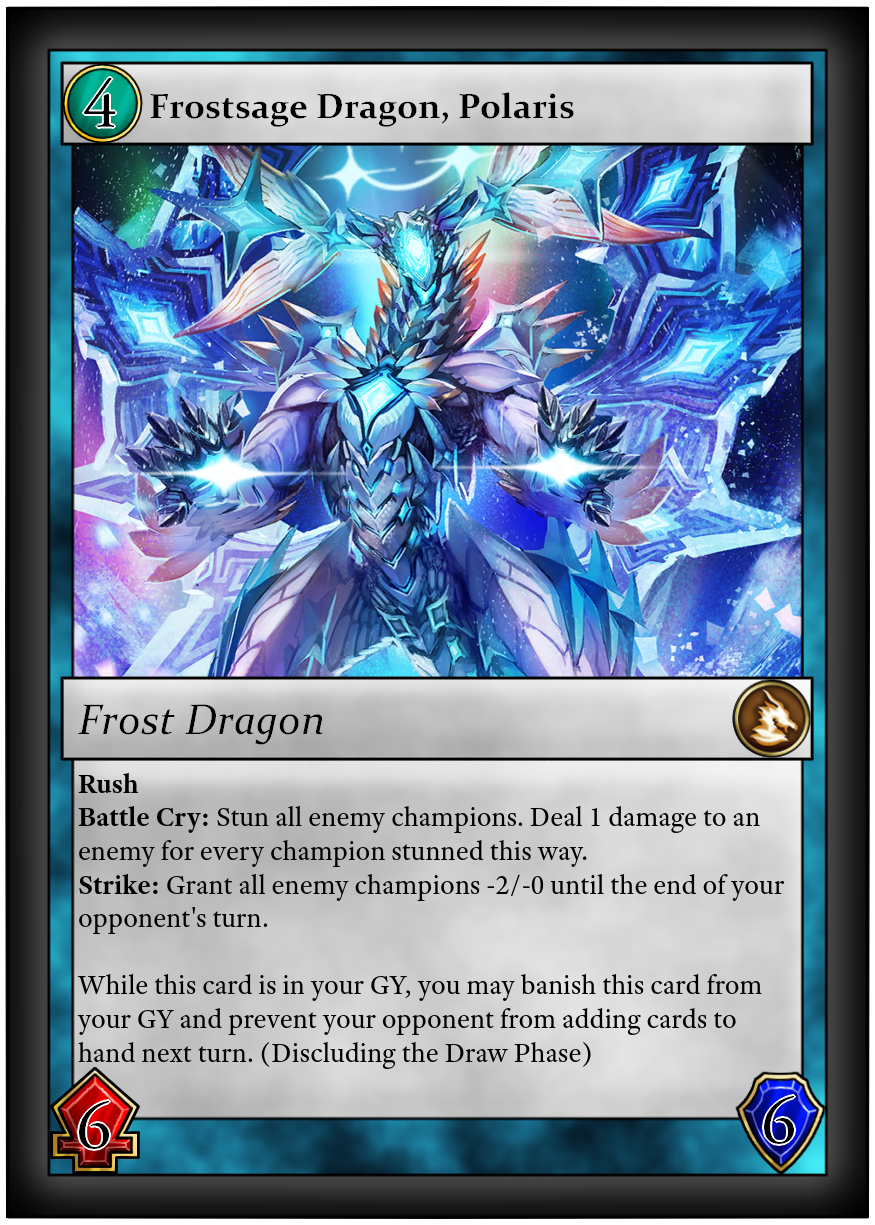 4
Frostsage Dragon, Polaris
Frost Dragon
Rush
Battle Cry: Stun all enemy champions. Deal 1 damage to an
enemy for every champion stunned this way.
Strike: Grant all enemy champions -2/-0 until the end of your
opponent's turn.
While this card is in your GY, you may banish this card from
your GY and prevent your opponent from adding cards to
hand next turn. (Discluding the Draw Phase)
6
6